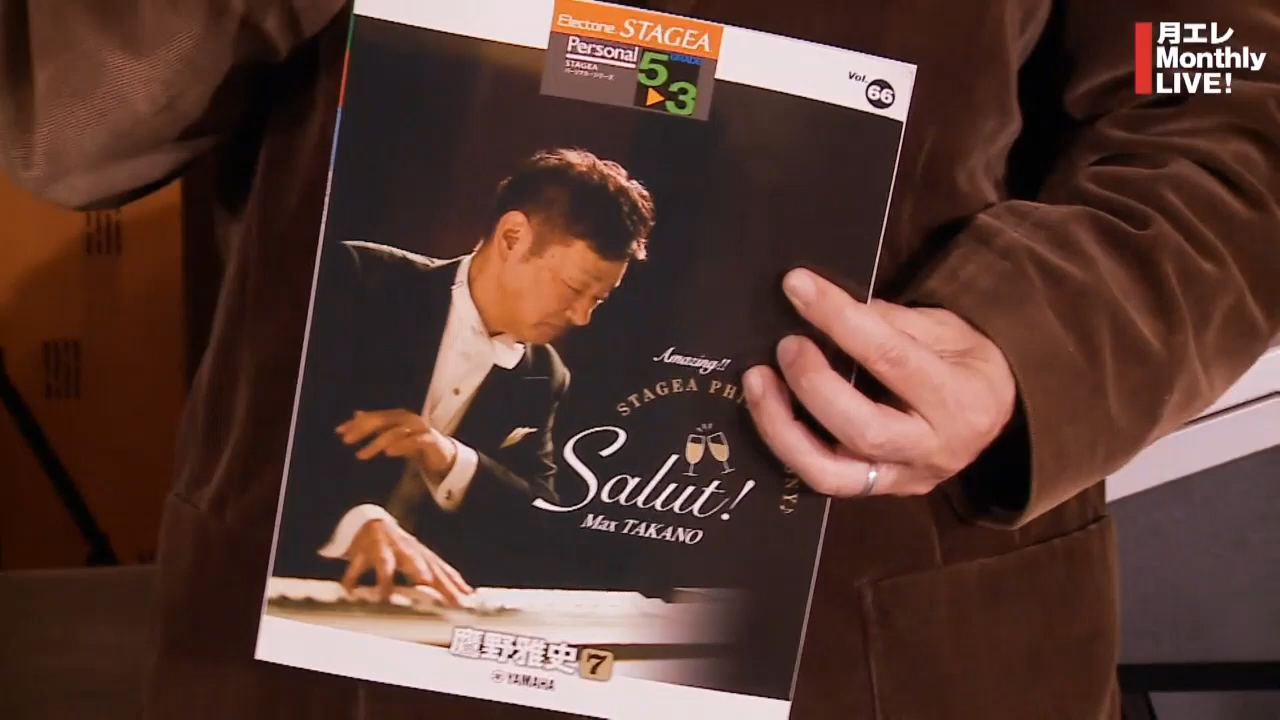 月エレ
Monthly
LIVE!
Electone STAGEA
Personal
STAGEA
パーソナル・シリーズ
GRADE
5▶3
Vol.
66
Amazing!!
STAGEA
Salut!
Max TAKANO
鷹野雅史 7
YAMAHA